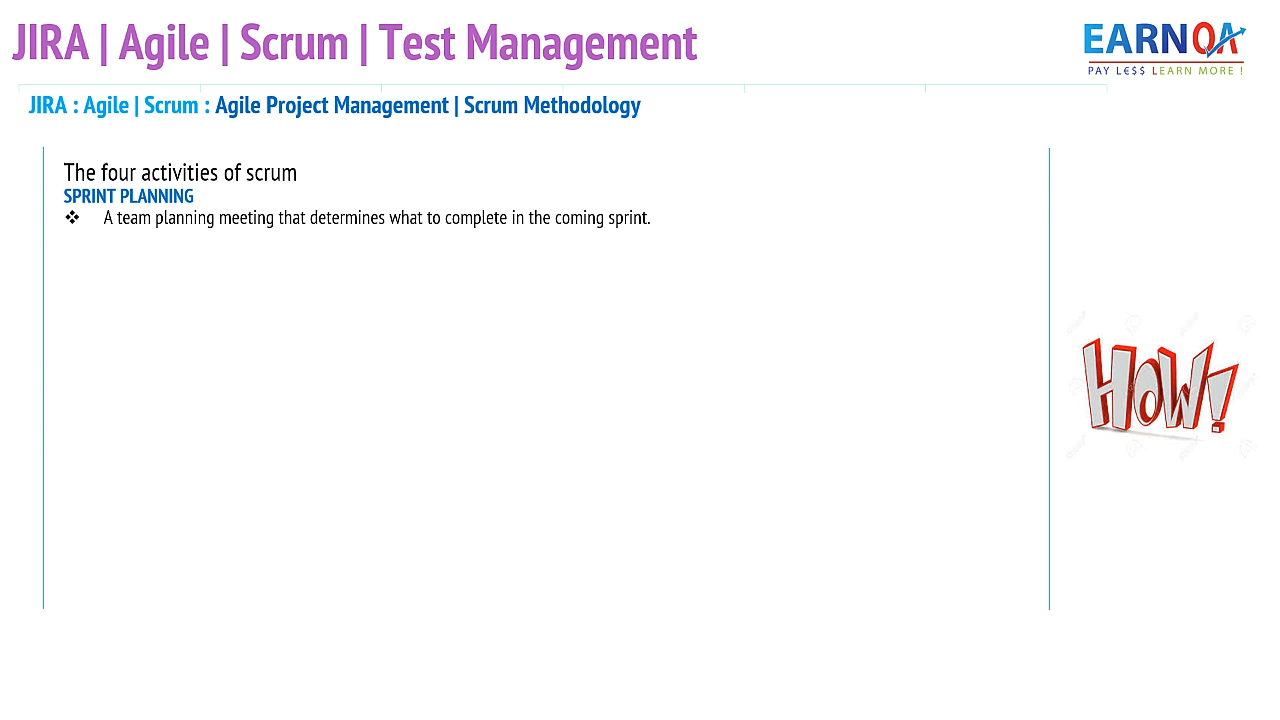 JIRA | Agile | Scrum | Test Management
EARNQA
PAY LE$$ LEARN MORE !
JIRA : Agile | Scrum : Agile Project Management | Scrum Methodology
The four activities of scrum
SPRINT PLANNING
❖ A team planning meeting that determines what to complete in the coming sprint.
HOW!